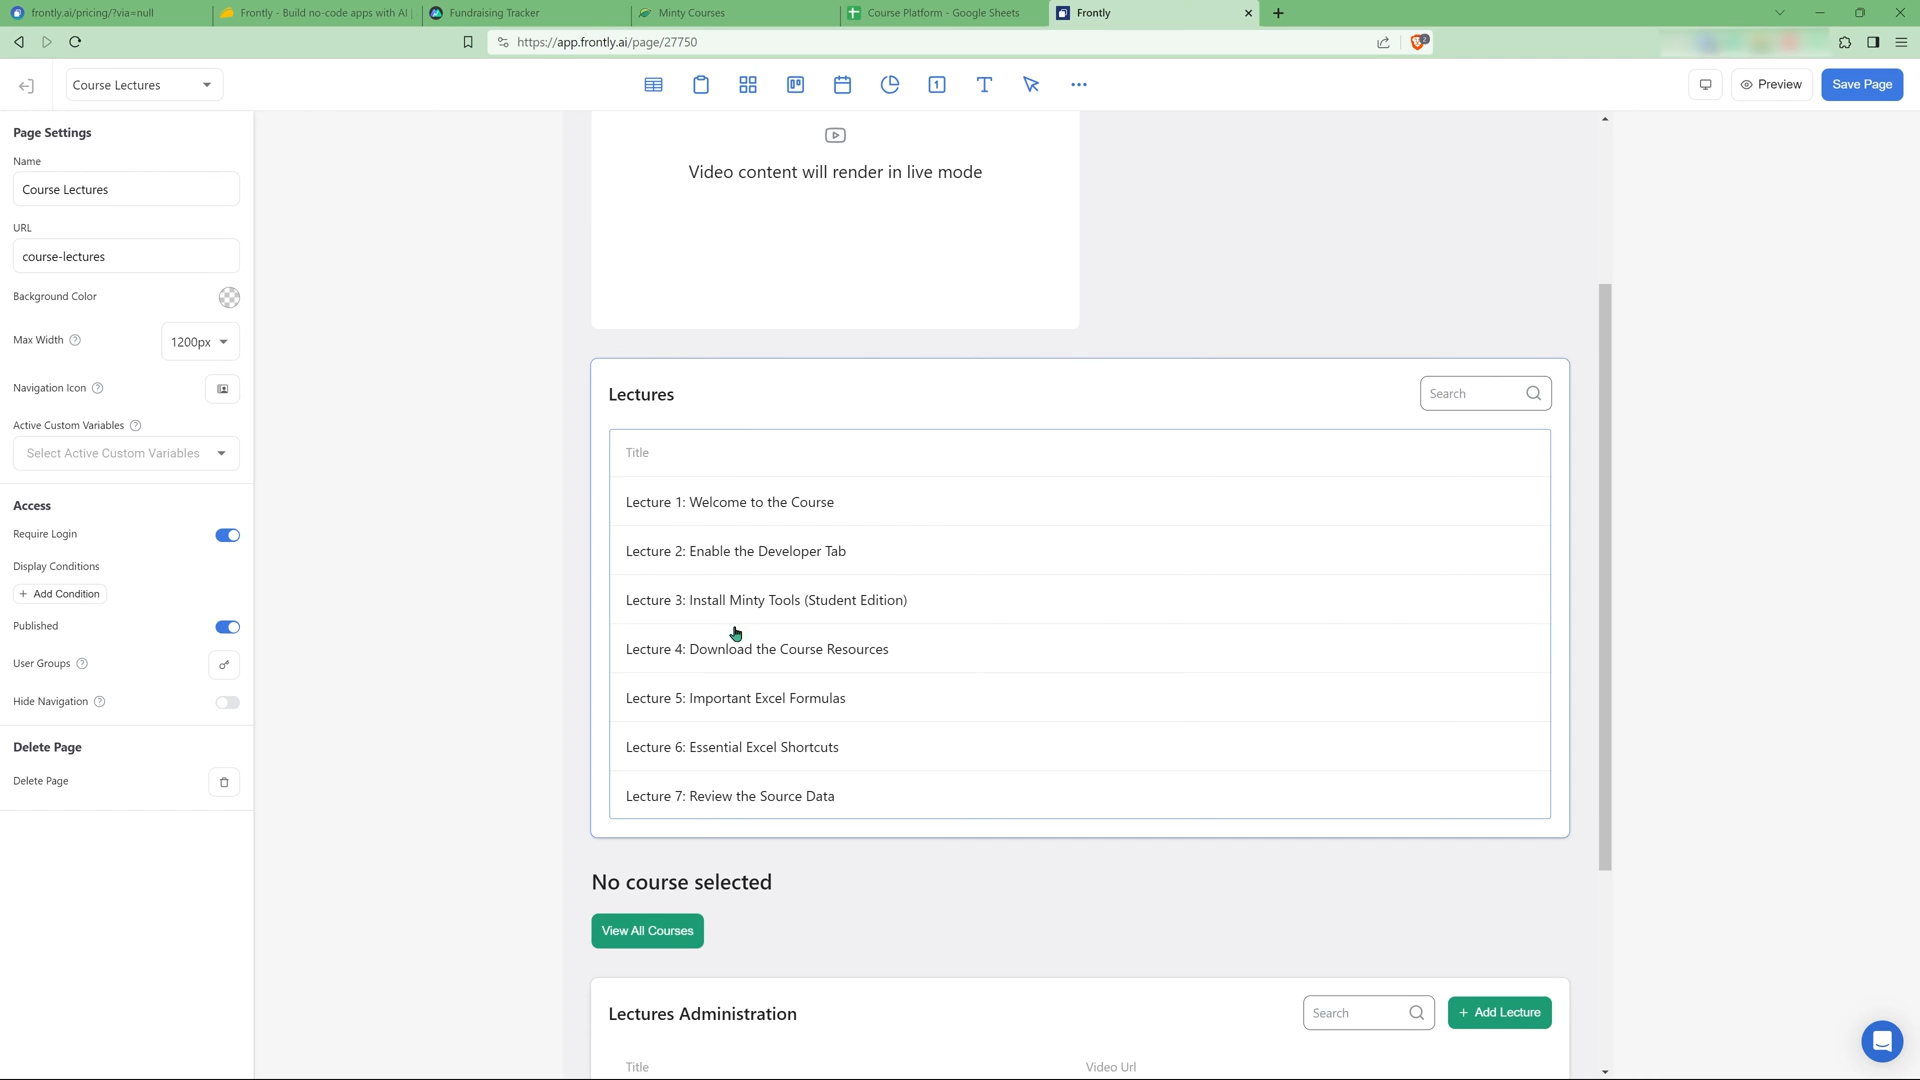 frontly.ai/pricing/?via=null
Frontly - Build no-code apps with AI
Fundraising Tracker
Minty Courses
Course Platform - Google Sheets
Frontly
https://app.frontly.ai/page/27750
2
Course Lectures
1
Preview
Save Page
Page Settings
Name
Course Lectures
URL
course-lectures
Background Color
Max Width
1200px
Navigation Icon
Active Custom Variables
Select Active Custom Variables
Access
Require Login
Display Conditions
+ Add Condition
Published
User Groups
Hide Navigation
Delete Page
Delete Page
Video content will render in live mode
Lectures
Search
Title
Lecture 1: Welcome to the Course
Lecture 2: Enable the Developer Tab
Lecture 3: Install Minty Tools (Student Edition)
Lecture 4: Download the Course Resources
Lecture 5: Important Excel Formulas
Lecture 6: Essential Excel Shortcuts
Lecture 7: Review the Source Data
No course selected
View All Courses
Lectures Administration
Search
+ Add Lecture
Title
Video Url